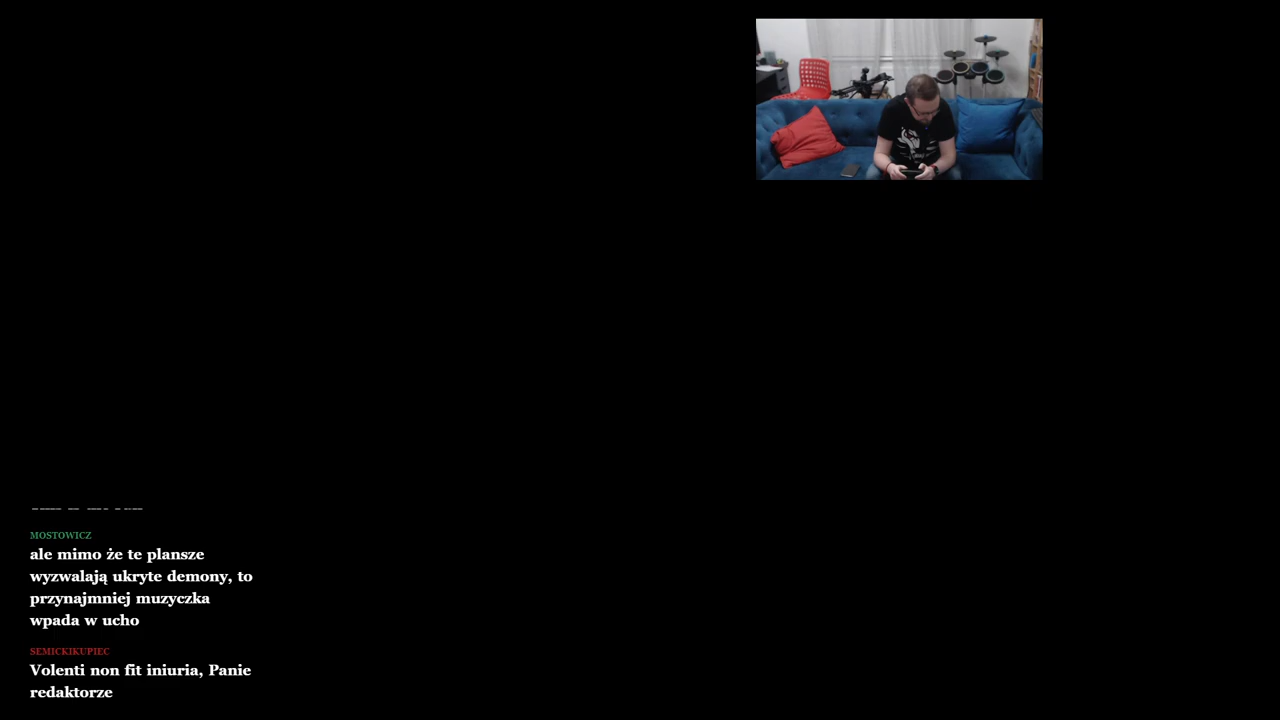 MOSTOWICZ
ale mimo że te plansze
wyzwalają ukryte demony, to
przynajmniej muzyczka
wpada w ucho
SEMICKIKUPIEC
Volenti non fit iniuria, Panie
redaktorze